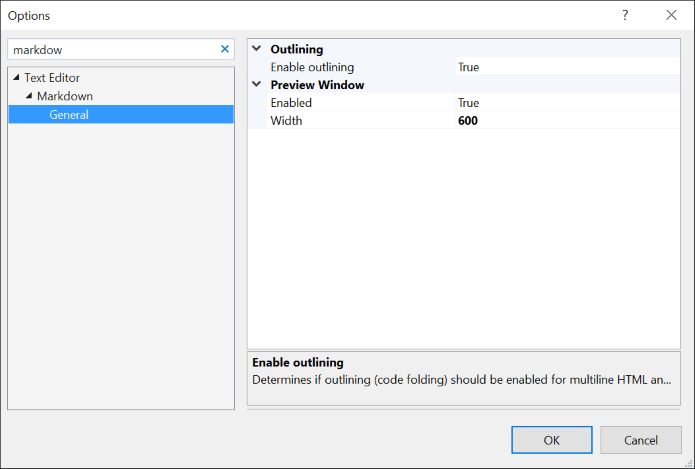 Options
?
markdow
Text Editor
Markdown
General
Outlining
Enable outlining True
Preview Window
Enabled True
Width 600
Enable outlining
Determines if outlining (code folding) should be enabled for multiline HTML an...
OK Cancel